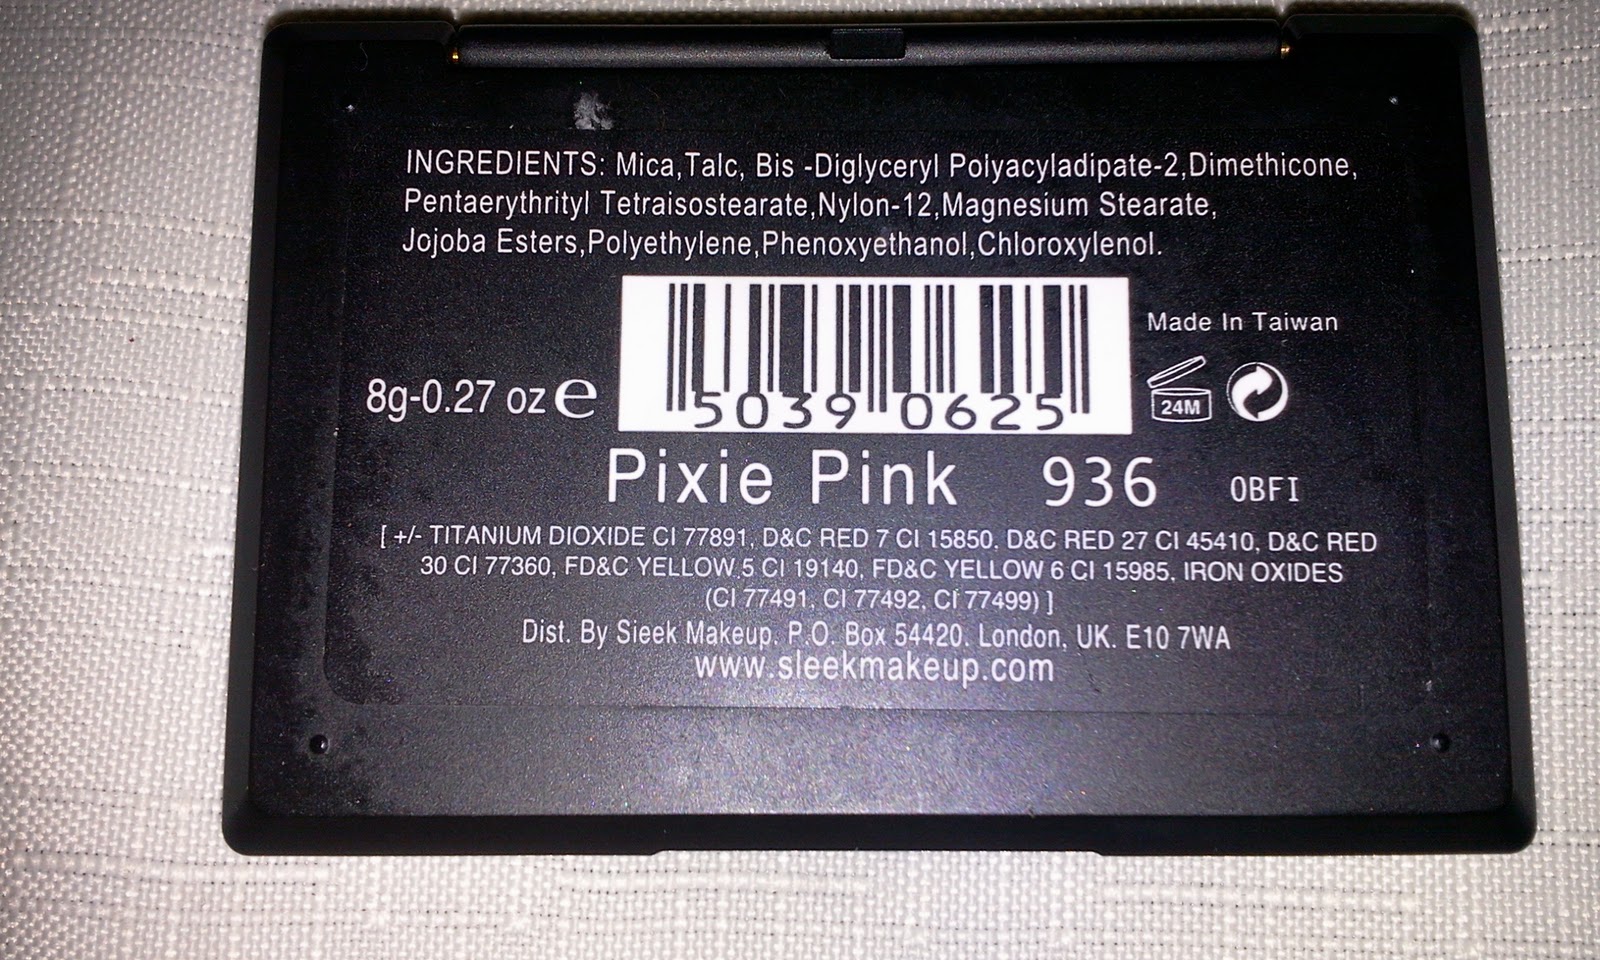 INGREDIENTS: Mica,Talc, Bis -Diglyceryl Polyacyladipate-2,Dimethicone,
Pentaerythrityl Tetraisostearate,Nylon-12,Magnesium Stearate,
Jojoba Esters,Polyethylene,Phenoxyethanol,Chloroxylenol.
Made In Taiwan
8g-0.27 oz e
5039 0625
24M
Pixie Pink 936 0BFI
[ +/- TITANIUM DIOXIDE CI 77891, D&C RED 7 CI 15850. D&C RED 27 CI 45410, D&C RED
30 CI 77360, FD&C YELLOW 5 CI 19140, FD&C YELLOW 6 CI 15985. IRON OXIDES
(CI 77491, CI 77492, CI 77499) ]
Dist. By Sieek Makeup. P.O. Box 54420. London, UK. E10 7WA
www.sleekmakeup.com